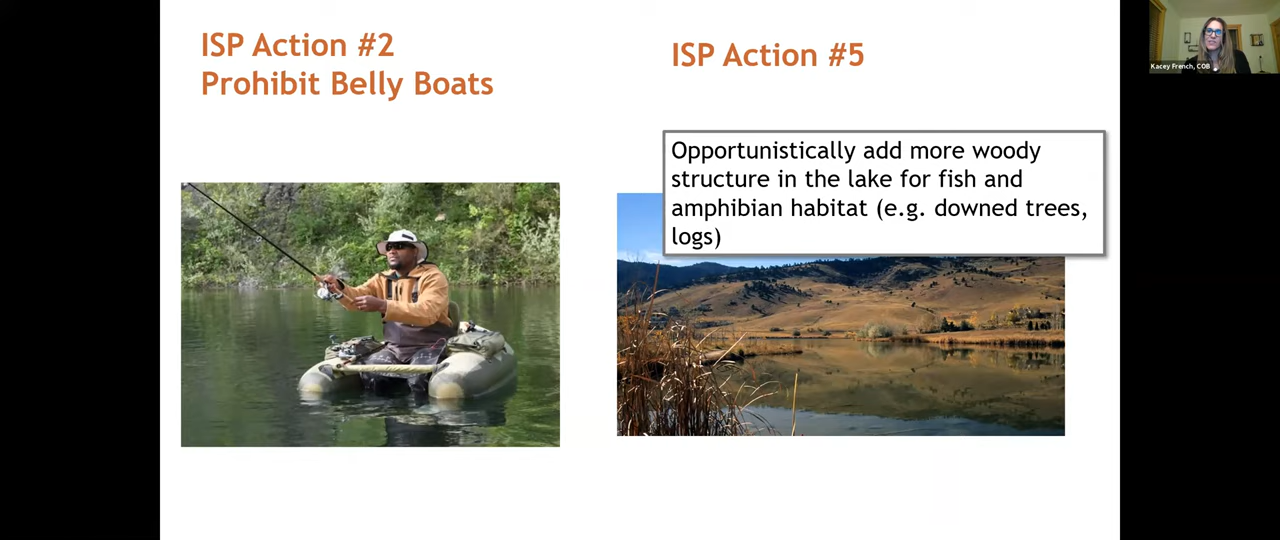 ISP Action #2
Prohibit Belly Boats
ISP Action #5
Opportunistically add more woody
structure in the lake for fish and
amphibian habitat (e.g. downed trees,
logs)
Kacey French, COB